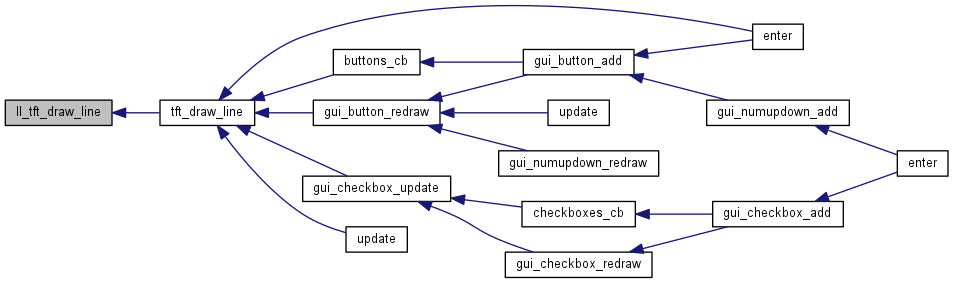 enter
buttons_cb
gui_button_add
ll_tft_draw_line
tft_draw_line
gui_button_redraw
update
gui_numupdown_add
gui_numupdown_redraw
enter
gui_checkbox_update
checkboxes_cb
gui_checkbox_add
update
gui_checkbox_redraw